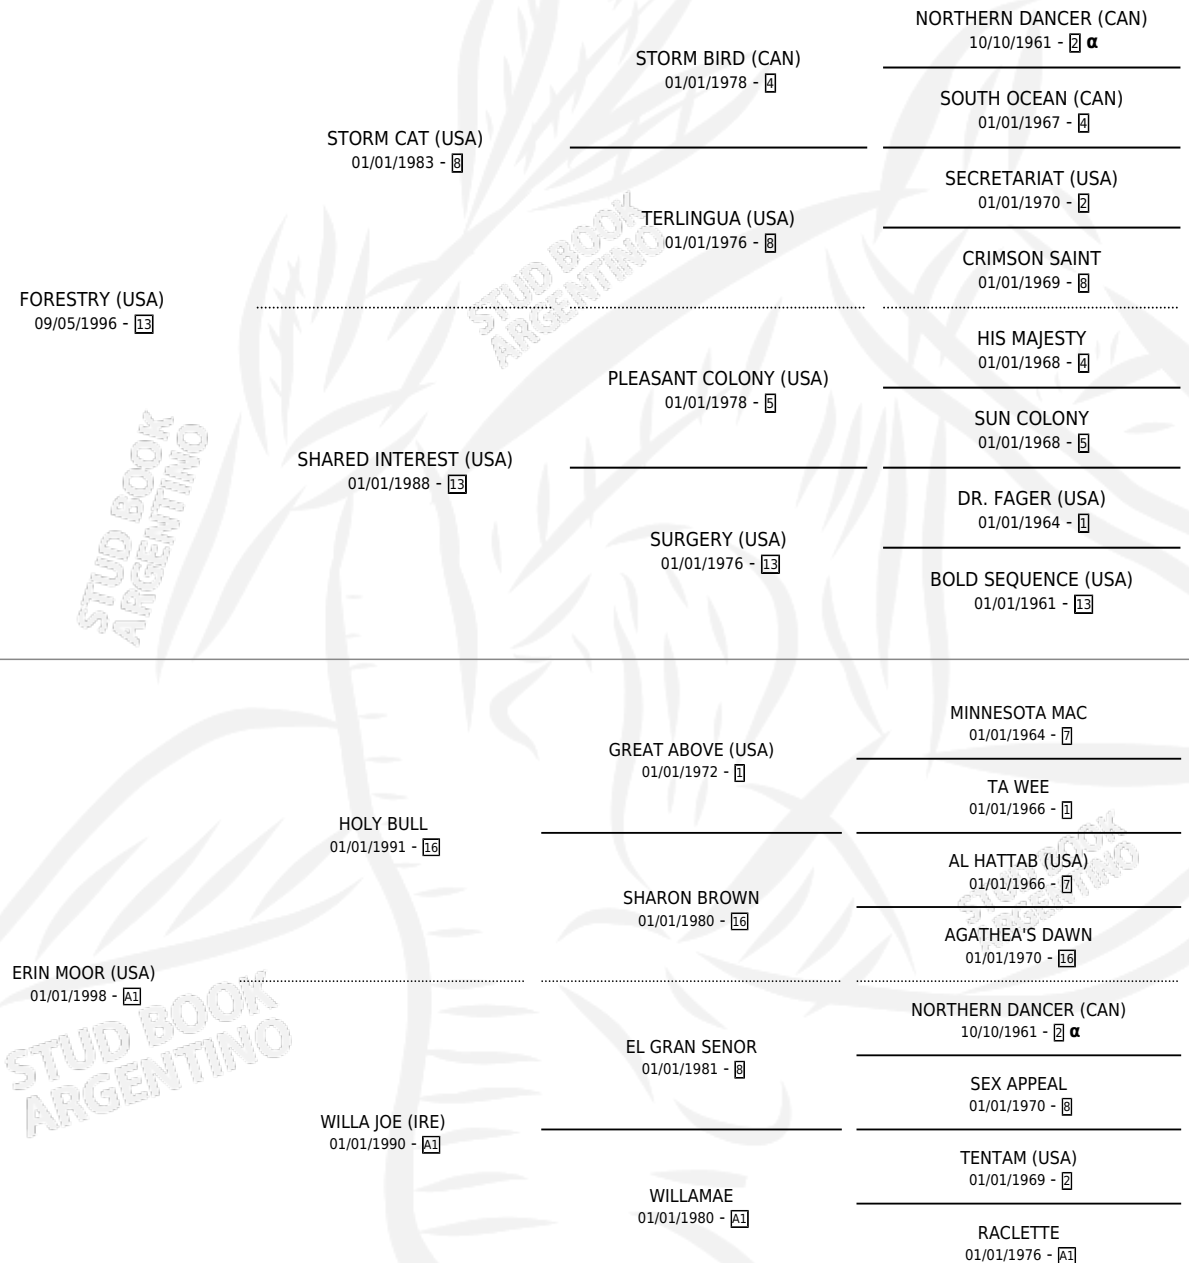 NORTHERN DANCER (CAN)
10/10/1961 - 2 α
STORM BIRD (CAN)
01/01/1978 - 4
SOUTH OCEAN (CAN)
01/01/1967 - 4
STORM CAT (USA)
01/01/1983 - 8
SECRETARIAT (USA)
01/01/1970 - 2
TERLINGUA (USA)
01/01/1976 - 8
CRIMSON SAINT
01/01/1969 - 8
FORESTRY (USA)
09/05/1996 - 13
HIS MAJESTY
01/01/1968 - 4
PLEASANT COLONY (USA)
01/01/1978 - 5
SUN COLONY
01/01/1968 - 5
SHARED INTEREST (USA)
01/01/1988 - 13
DR. FAGER (USA)
01/01/1964 - 1
SURGERY (USA)
01/01/1976 - 13
BOLD SEQUENCE (USA)
01/01/1961 - 13
MINNESOTA MAC
01/01/1964 - 7
GREAT ABOVE (USA)
01/01/1972 - 1
TA WEE
01/01/1966 - 1
HOLY BULL
01/01/1991 - 16
AL HATTAB (USA)
01/01/1966 - 7
SHARON BROWN
01/01/1980 - 16
AGATHEA'S DAWN
01/01/1970 - 16
ERIN MOOR (USA)
01/01/1998 - A1
NORTHERN DANCER (CAN)
10/10/1961 - 2 α
EL GRAN SENOR
01/01/1981 - 8
SEX APPEAL
01/01/1970 - 8
WILLA JOE (IRE)
01/01/1990 - A1
TENTAM (USA)
01/01/1969 - 2
WILLAMAE
01/01/1980 - A1
RACLETTE
01/01/1976 - A1
STUD BOOK
ARGENTINO
STUD BOOK
ARGENTINO
STUD BOOK
ARGENTINO
STUD BOOK
ARGENTINO